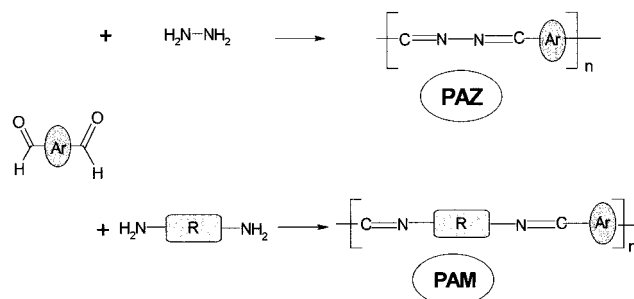 + H₂N–NH₂ [ C=N–N=C Ar ] n
PAZ
O O
Ar
H H
+ H₂N R NH₂ [ C=N R N=C Ar ] n
PAM